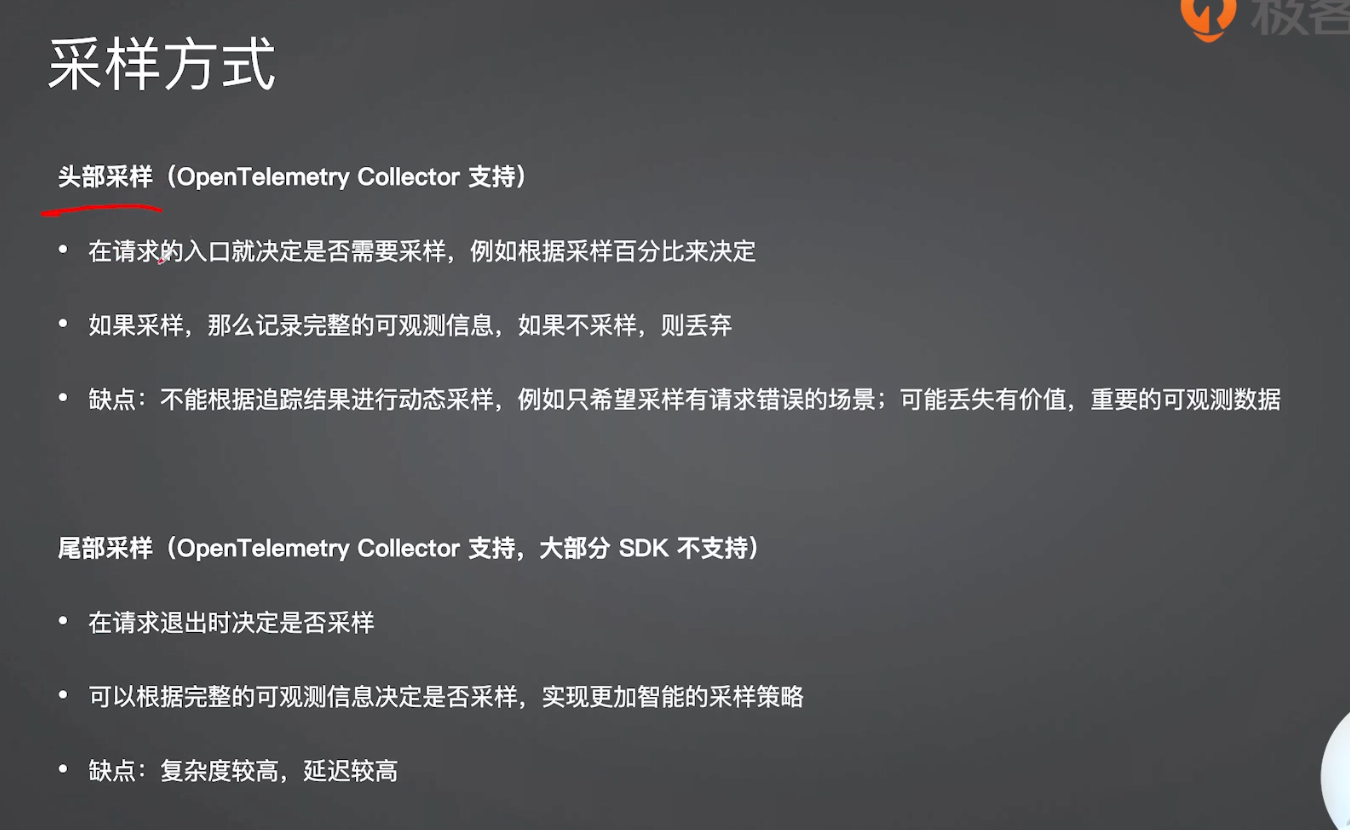 极客
采样方式
头部采样（OpenTelemetry Collector 支持）
• 在请求的入口就决定是否需要采样，例如根据采样百分比来决定
• 如果采样，那么记录完整的可观测信息，如果不采样，则丢弃
• 缺点：不能根据追踪结果进行动态采样，例如只希望采样有请求错误的场景；可能丢失有价值，重要的可观测数据
尾部采样（OpenTelemetry Collector 支持，大部分 SDK 不支持）
• 在请求退出时决定是否采样
• 可以根据完整的可观测信息决定是否采样，实现更加智能的采样策略
• 缺点：复杂度较高，延迟较高